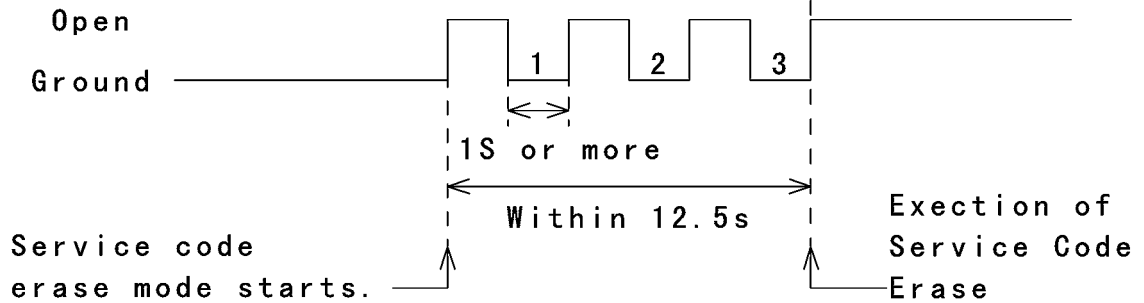 Open
Ground
1
2
3
1S or more
Within 12.5s
Service code
erase mode starts.
Exection of
Service Code
Erase